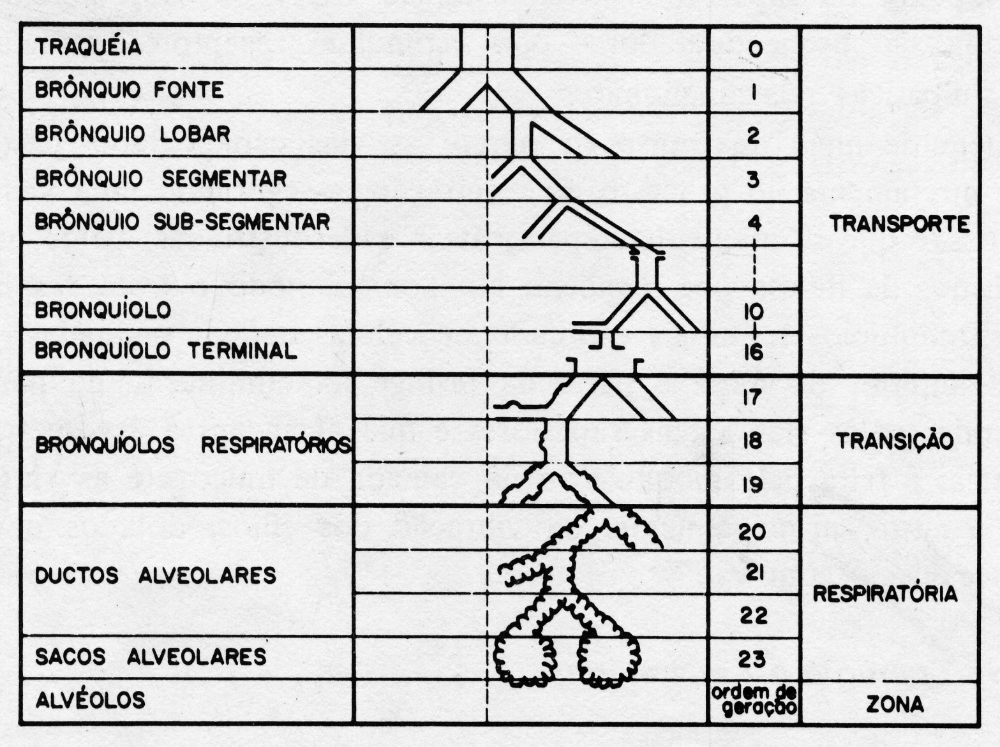 TRAQUÉIA 0
BRÔNQUIO FONTE 1
BRÔNQUIO LOBAR 2
BRÔNQUIO SEGMENTAR 3
BRÔNQUIO SUB-SEGMENTAR 4 TRANSPORTE
BRONQUÍOLO 10
BRONQUÍOLO TERMINAL 16
17
BRONQUÍOLOS RESPIRATÓRIOS 18 TRANSIÇÃO
19
20
DUCTOS ALVEOLARES 21 RESPIRATÓRIA
22
SACOS ALVEOLARES 23
ALVÉOLOS ordem de geração ZONA